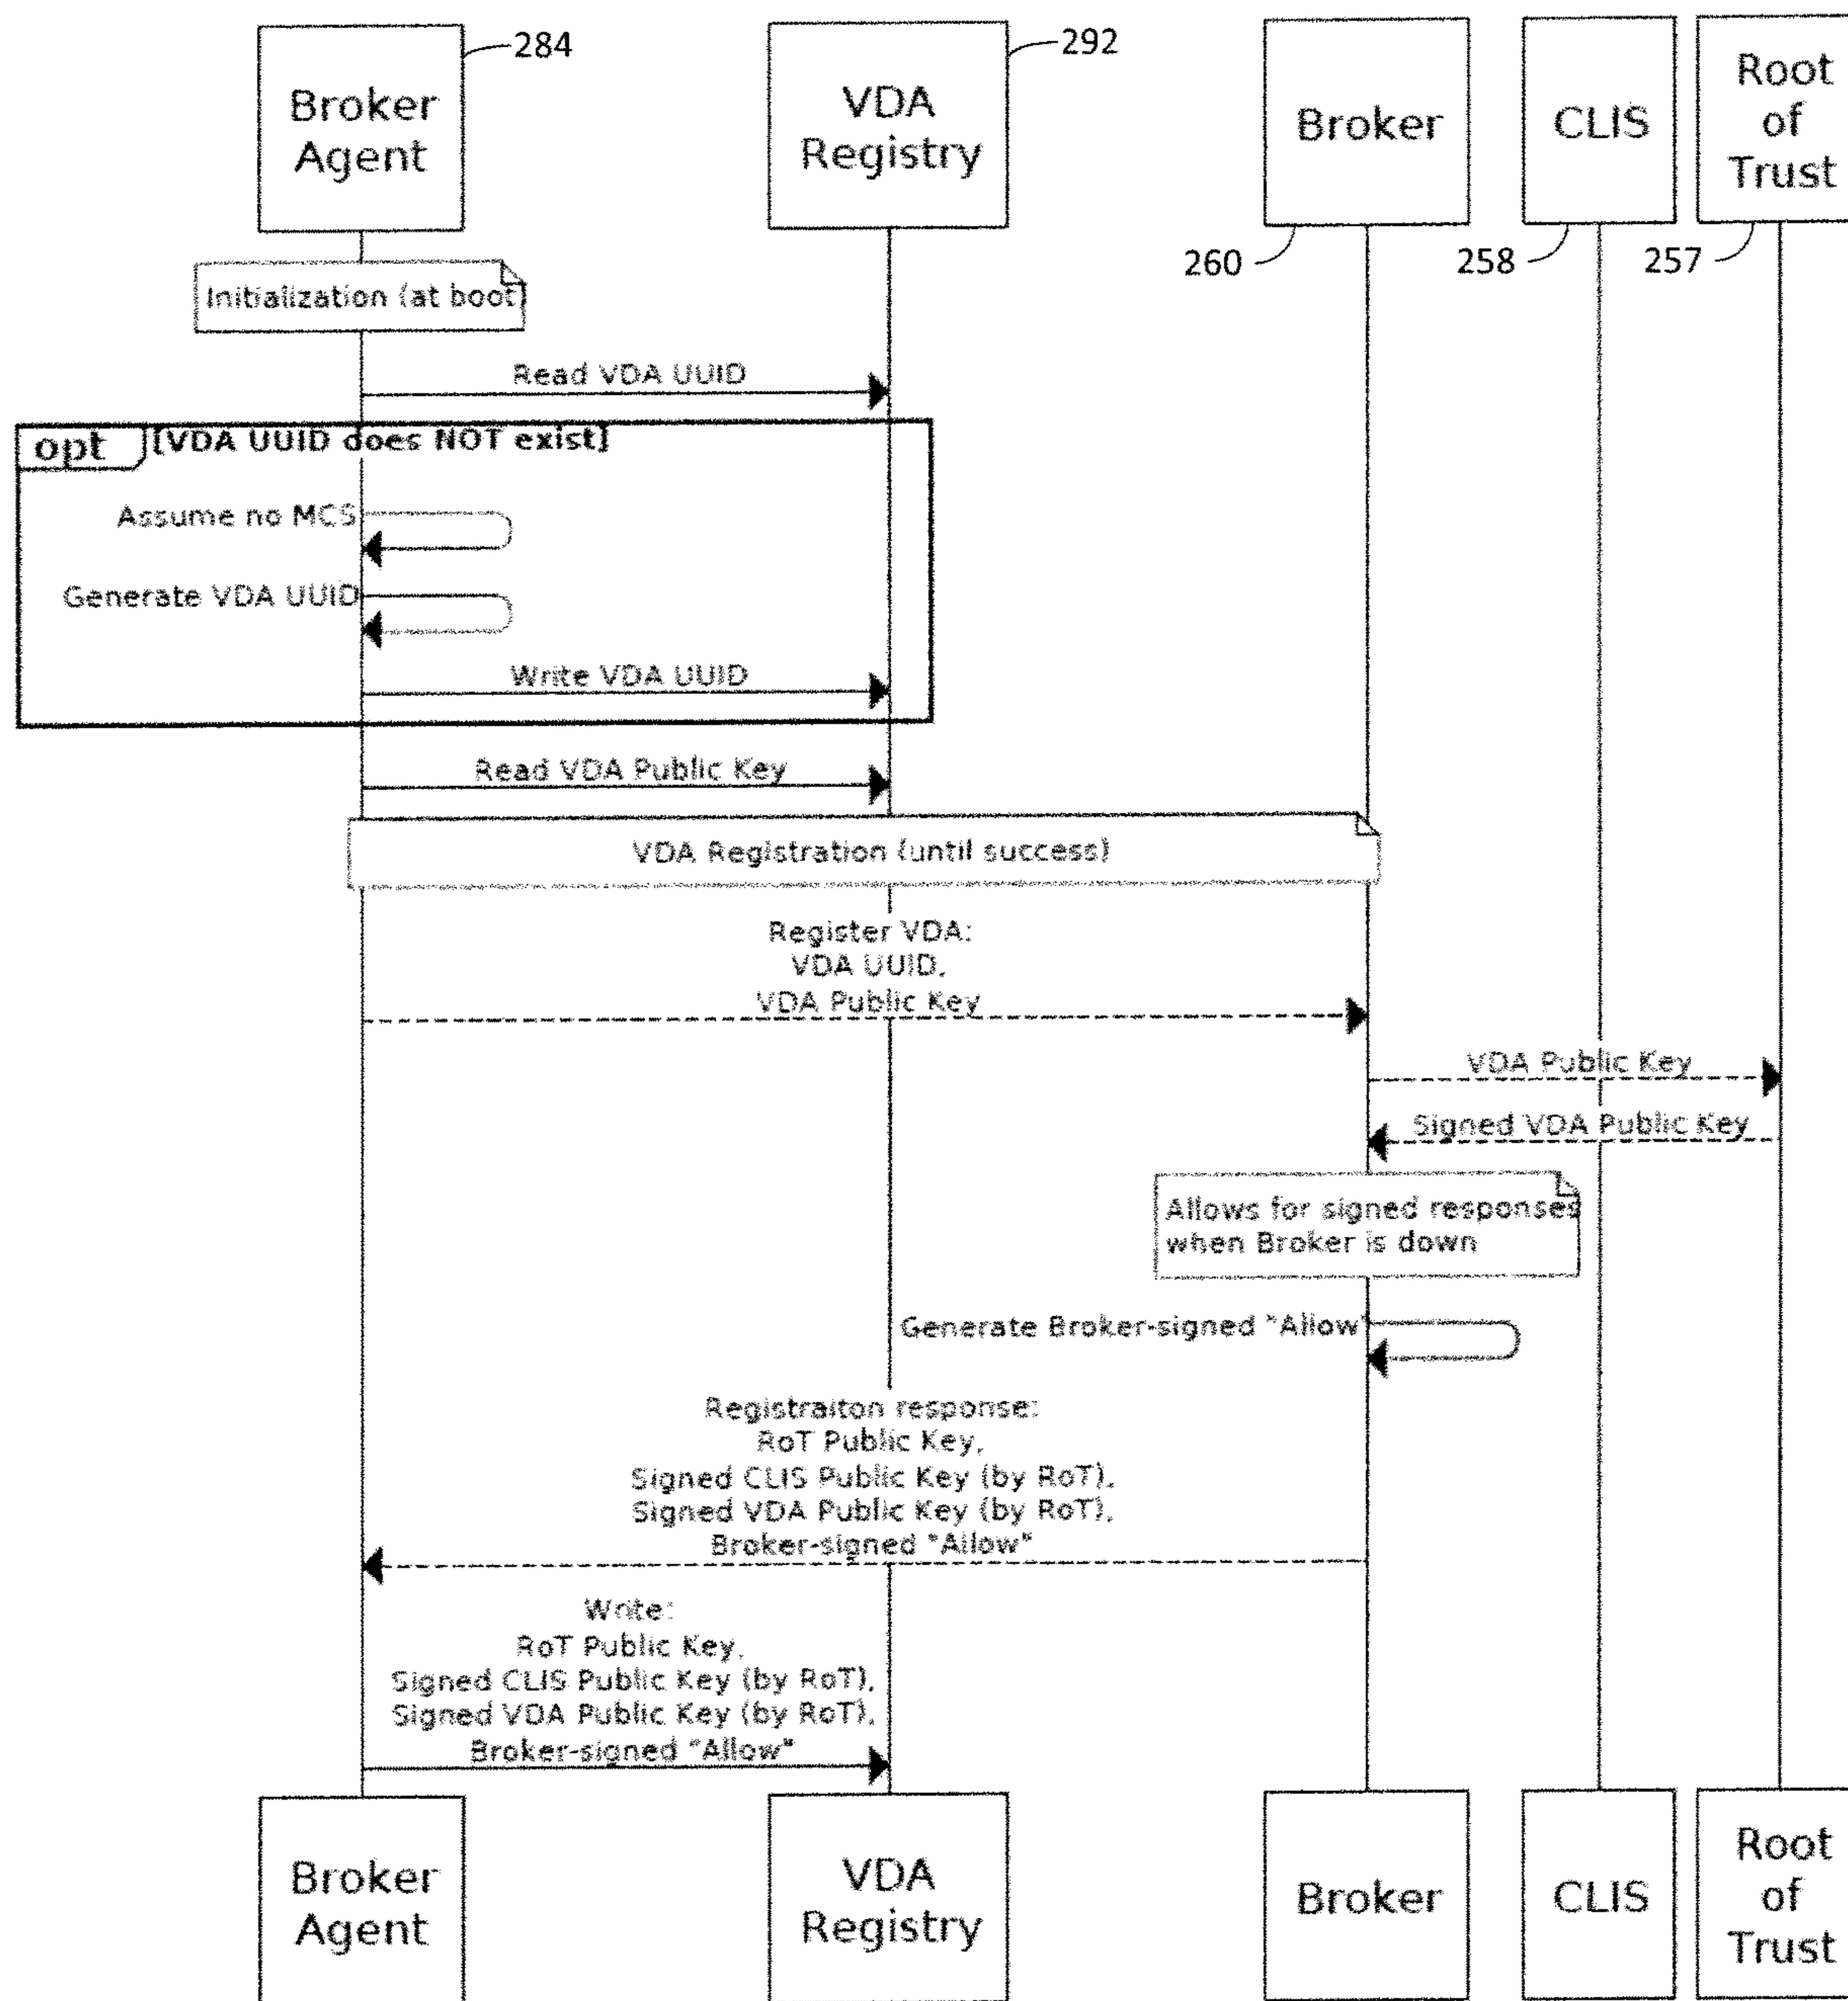 284
292
Broker
Agent
VDA
Registry
Broker
CLIS
Root
of
Trust
260
258
257
Initialization (at boot)
Read VDA UUID
opt
[VDA UUID does NOT exist]
Assume no MCS
Generate VDA UUID
Write VDA UUID
Read VDA Public Key
VDA Registration (until success)
Register VDA:
VDA UUID,
VDA Public Key
VDA Public Key
Signed VDA Public Key
Allows for signed responses
when Broker is down
Generate Broker-signed "Allow"
Registraiton response:
RoT Public Key,
Signed CLIS Public Key (by RoT),
Signed VDA Public Key (by RoT),
Broker-signed "Allow"
Write:
RoT Public Key,
Signed CLIS Public Key (by RoT),
Signed VDA Public Key (by RoT),
Broker-signed "Allow"
Broker
Agent
VDA
Registry
Broker
CLIS
Root
of
Trust